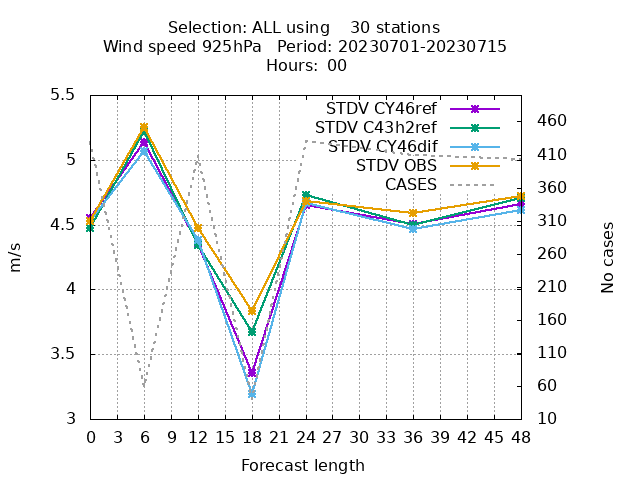 Selection: ALL using    30 stations
Wind speed 925hPa   Period: 20230701-20230715
Hours:  00
STDV CY46ref
STDV C43h2ref
STDV CY46dif
STDV OBS
CASES
5.5
5
4.5
4
3.5
3
m/s
460
410
360
310
260
210
160
110
60
10
No cases
0 3 6 9 12 15 18 21 24 27 30 33 36 39 42 45 48
Forecast length